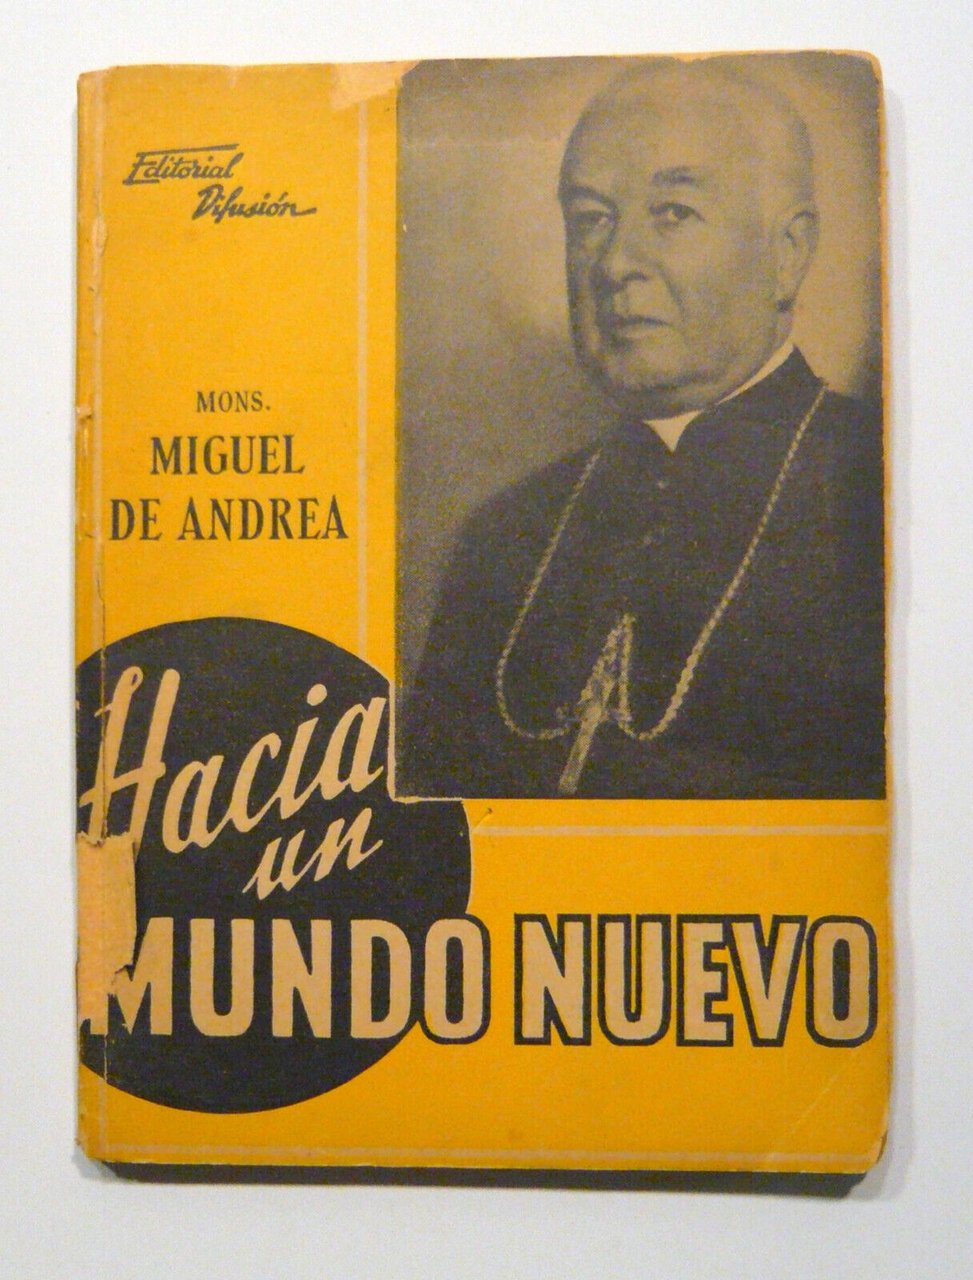 Editorial
Difusión
MONS.
MIGUEL
DE ANDREA
Hacia
un
MUNDO NUEVO